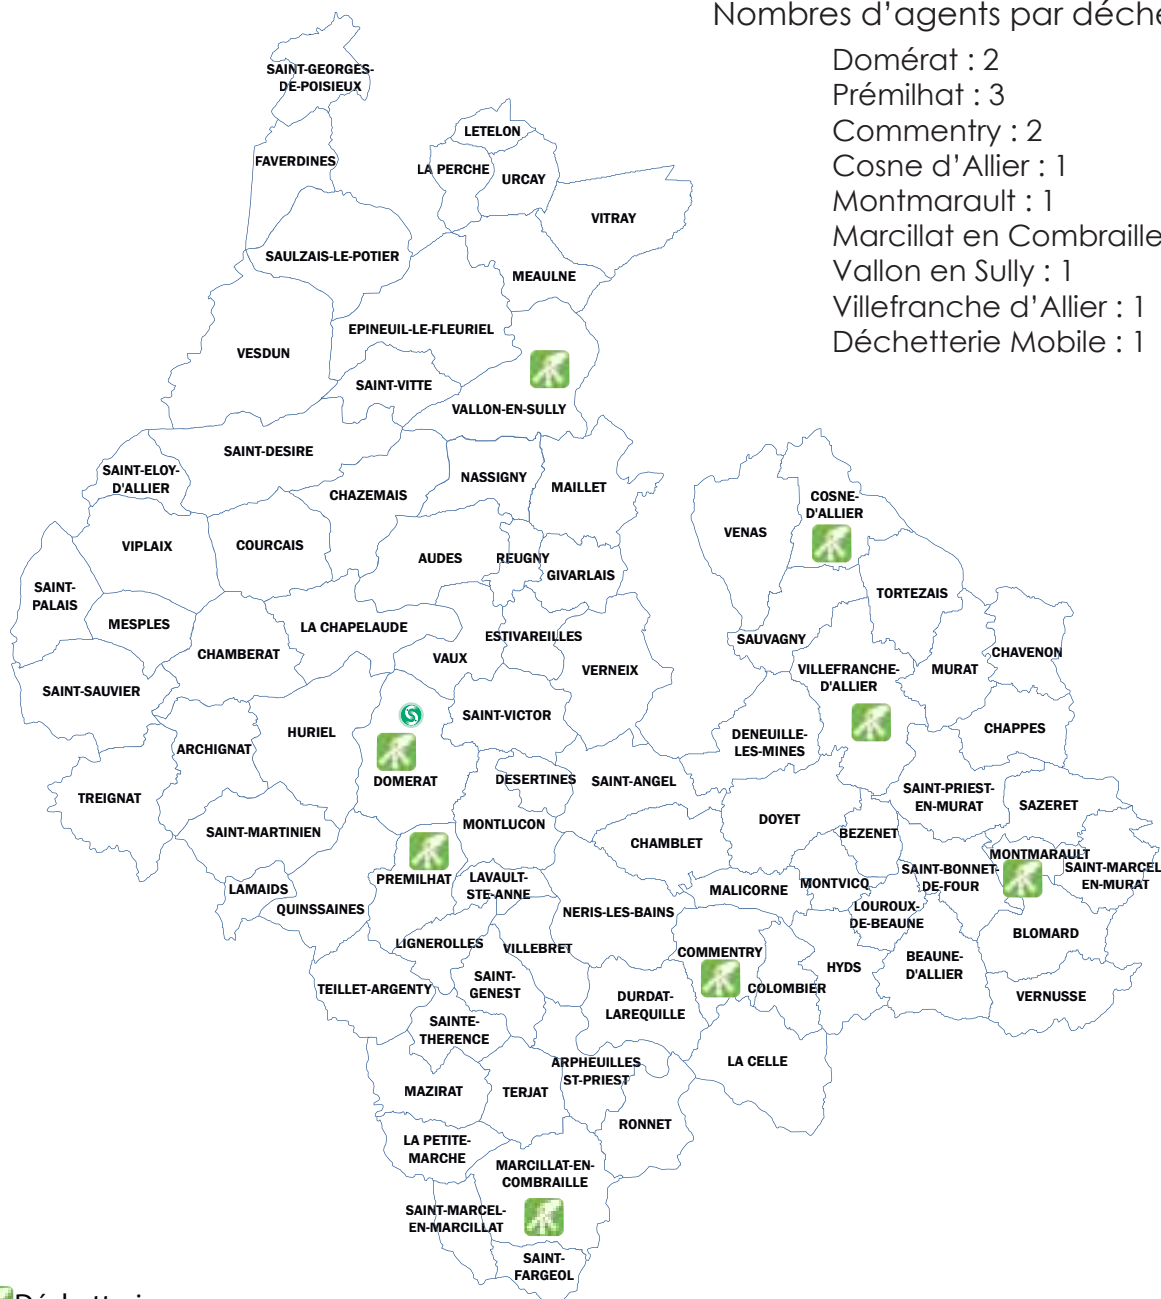 Nombres d'agents par déche
Domérat : 2
Prémilhat : 3
Commentry : 2
Cosne d'Allier : 1
Montmarault : 1
Marcillat en Combraille
Vallon en Sully : 1
Villefranche d'Allier : 1
Déchetterie Mobile : 1
SAINT-GEORGES-
DE-POISIEUX
LETELON
FAVERDINES
LA PERCHE
URCAY
VITRAY
SAULZAIS-LE-POTIER
MEAULNE
EPINEUIL-LE-FLEURIEL
VESDUN
SAINT-VITTE
VALLON-EN-SULLY
SAINT-DESIRE
SAINT-ELOY-
D'ALLIER
CHAZEMAIS
NASSIGNY
MAILLET
COSNE-
D'ALLIER
VENAS
VIPLAIX
COURCAIS
AUDES
REUGNY
GIVARLAIS
SAINT-
PALAIS
TORTEZAIS
MESPLES
LA CHAPELAUDE
ESTIVAREILLES
SAUVAGNY
CHAMBERAT
VAUX
VERNEIX
VILLEFRANCHE-
D'ALLIER
MURAT
CHAVENON
SAINT-SAUVIER
HURIEL
SAINT-VICTOR
DENEUILLE-
LES-MINES
CHAPPES
ARCHIGNAT
DOMERAT
DESERTINES
SAINT-ANGEL
TREIGNAT
SAINT-PRIEST-
EN-MURAT
SAZERET
SAINT-MARTINIEN
MONTLUCON
DOYET
BEZENET
CHAMBLET
MONTMARAULT
PREMILHAT
LAVAULT-
STE-ANNE
SAINT-BONNET-
DE-FOUR
SAINT-MARCEL
EN-MURAT
LAMAIDS
MALICORNE
MONTVICQ
QUINSSAINES
NERIS-LES-BAINS
LOUROUX-
DE-BEAUNE
BLOMARD
LIGNEROLLES
VILLEBRET
COMMENTRY
BEAUNE-
D'ALLIER
HYDS
TEILLET-ARGENTY
SAINT-
GENEST
COLOMBIER
VERNUSSE
DURDAT-
LAREQUILLE
SAINTE-
THERENCE
ARPHEUILLES
ST-PRIEST
LA CELLE
MAZIRAT
TERJAT
RONNET
LA PETITE-
MARCHE
MARCILLAT-EN-
COMBRAILLE
SAINT-MARCEL-
EN-MARCILLAT
SAINT-
FARGEOL